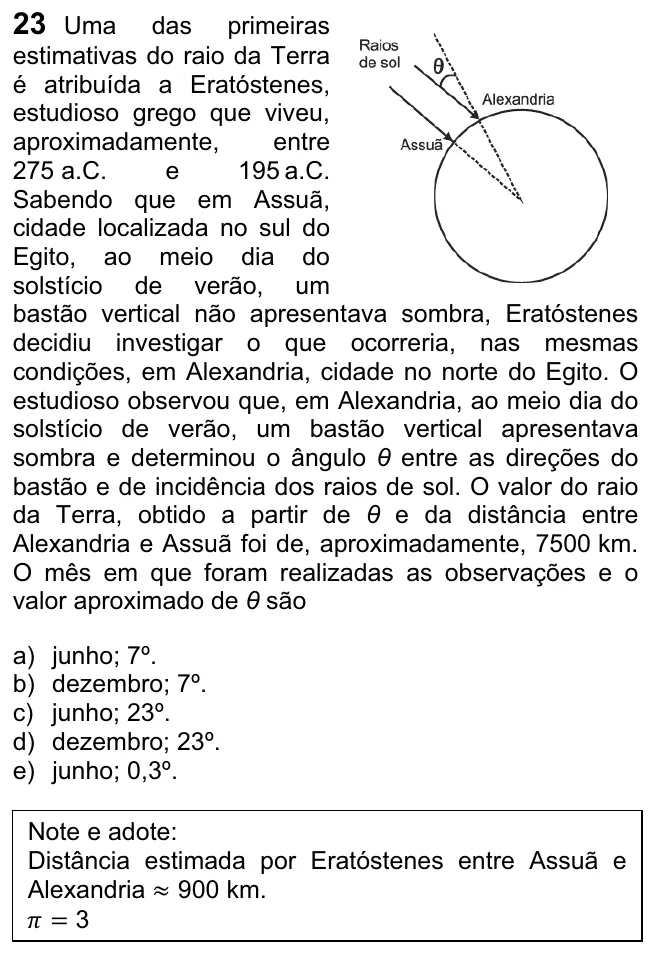 23 Uma das primeiras
estimativas do raio da Terra
é atribuída a Eratóstenes,
estudioso grego que viveu,
aproximadamente, entre
275 a.C. e 195 a.C.
Sabendo que em Assuã,
cidade localizada no sul do
Egito, ao meio dia do
solstício de verão, um
Raios
de sol
θ
Alexandria
Assuã
bastão vertical não apresentava sombra, Eratóstenes
decidiu investigar o que ocorreria, nas mesmas
condições, em Alexandria, cidade no norte do Egito. O
estudioso observou que, em Alexandria, ao meio dia do
solstício de verão, um bastão vertical apresentava
sombra e determinou o ângulo θ entre as direções do
bastão e de incidência dos raios de sol. O valor do raio
da Terra, obtido a partir de θ e da distância entre
Alexandria e Assuã foi de, aproximadamente, 7500 km.
O mês em que foram realizadas as observações e o
valor aproximado de θ são
a) junho; 7º.
b) dezembro; 7º.
c) junho; 23º.
d) dezembro; 23º.
e) junho; 0,3º.
Note e adote:
Distância estimada por Eratóstenes entre Assuã e
Alexandria ≈ 900 km.
π = 3